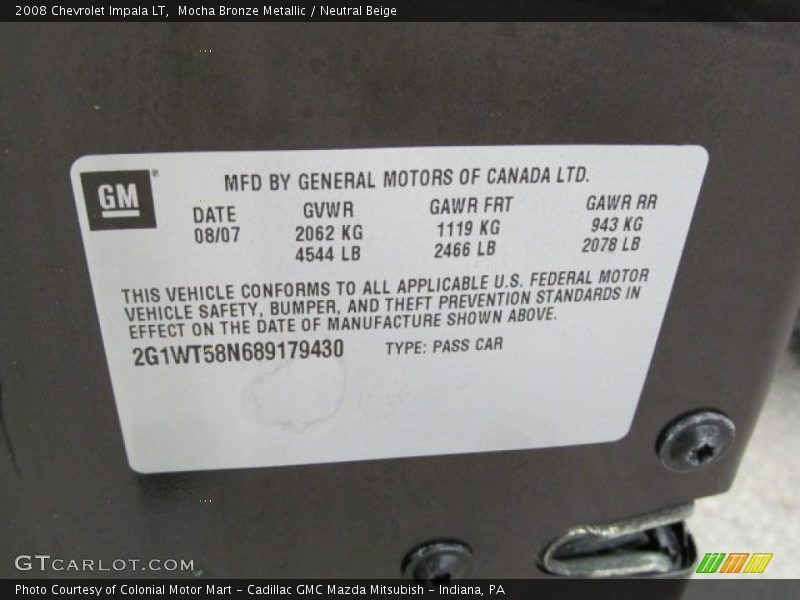 2008 Chevrolet Impala LT, Mocha Bronze Metallic / Neutral Beige
GM®
MFD BY GENERAL MOTORS OF CANADA LTD.
DATE GVWR GAWR FRT GAWR RR
08/07 2062 KG 1119 KG 943 KG
4544 LB 2466 LB 2078 LB
THIS VEHICLE CONFORMS TO ALL APPLICABLE U.S. FEDERAL MOTOR
VEHICLE SAFETY, BUMPER, AND THEFT PREVENTION STANDARDS IN
EFFECT ON THE DATE OF MANUFACTURE SHOWN ABOVE.
2G1WT58N689179430 TYPE: PASS CAR
GTCARLOT.COM
Photo Courtesy of Colonial Motor Mart - Cadillac GMC Mazda Mitsubish - Indiana, PA